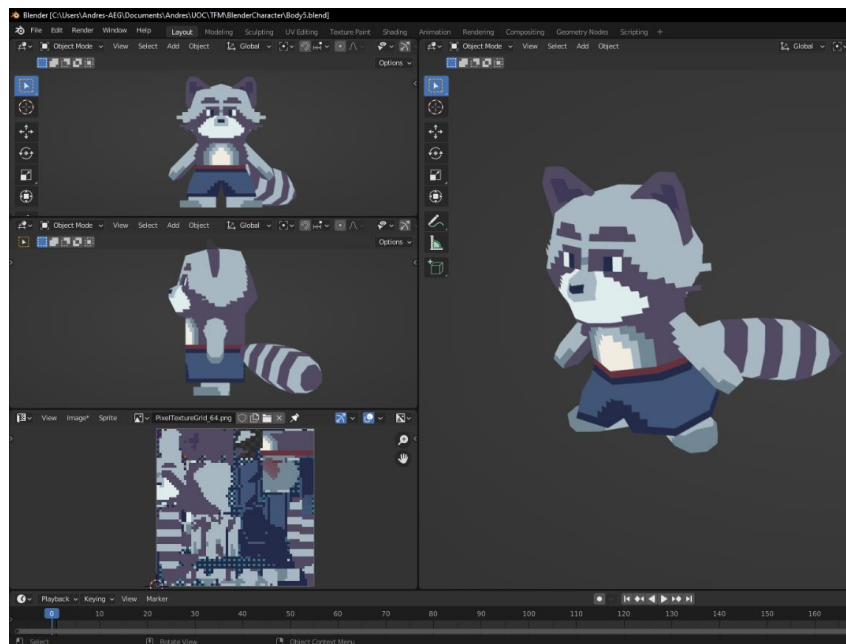 Blender [C:\Users\Andres-AEG\Documents\Andres\UOC\TFM\BlenderCharacter\Body5.blend]
File Edit Render Window Help Layout Modeling Sculpting UV Editing Texture Paint Shading Animation Rendering Compositing Geometry Nodes Scripting +
Object Mode View Select Add Object Global
Options
Object Mode View Select Add Object Global
Object Mode View Select Add Object Global
Options
View Image* Sprite PixelTextureGrid_64.png
Playback Keying View Marker
0 10 20 30 40 50 60 70 80 90 100 110 120 130 140 150 160
Select Rotate View Object Context Menu